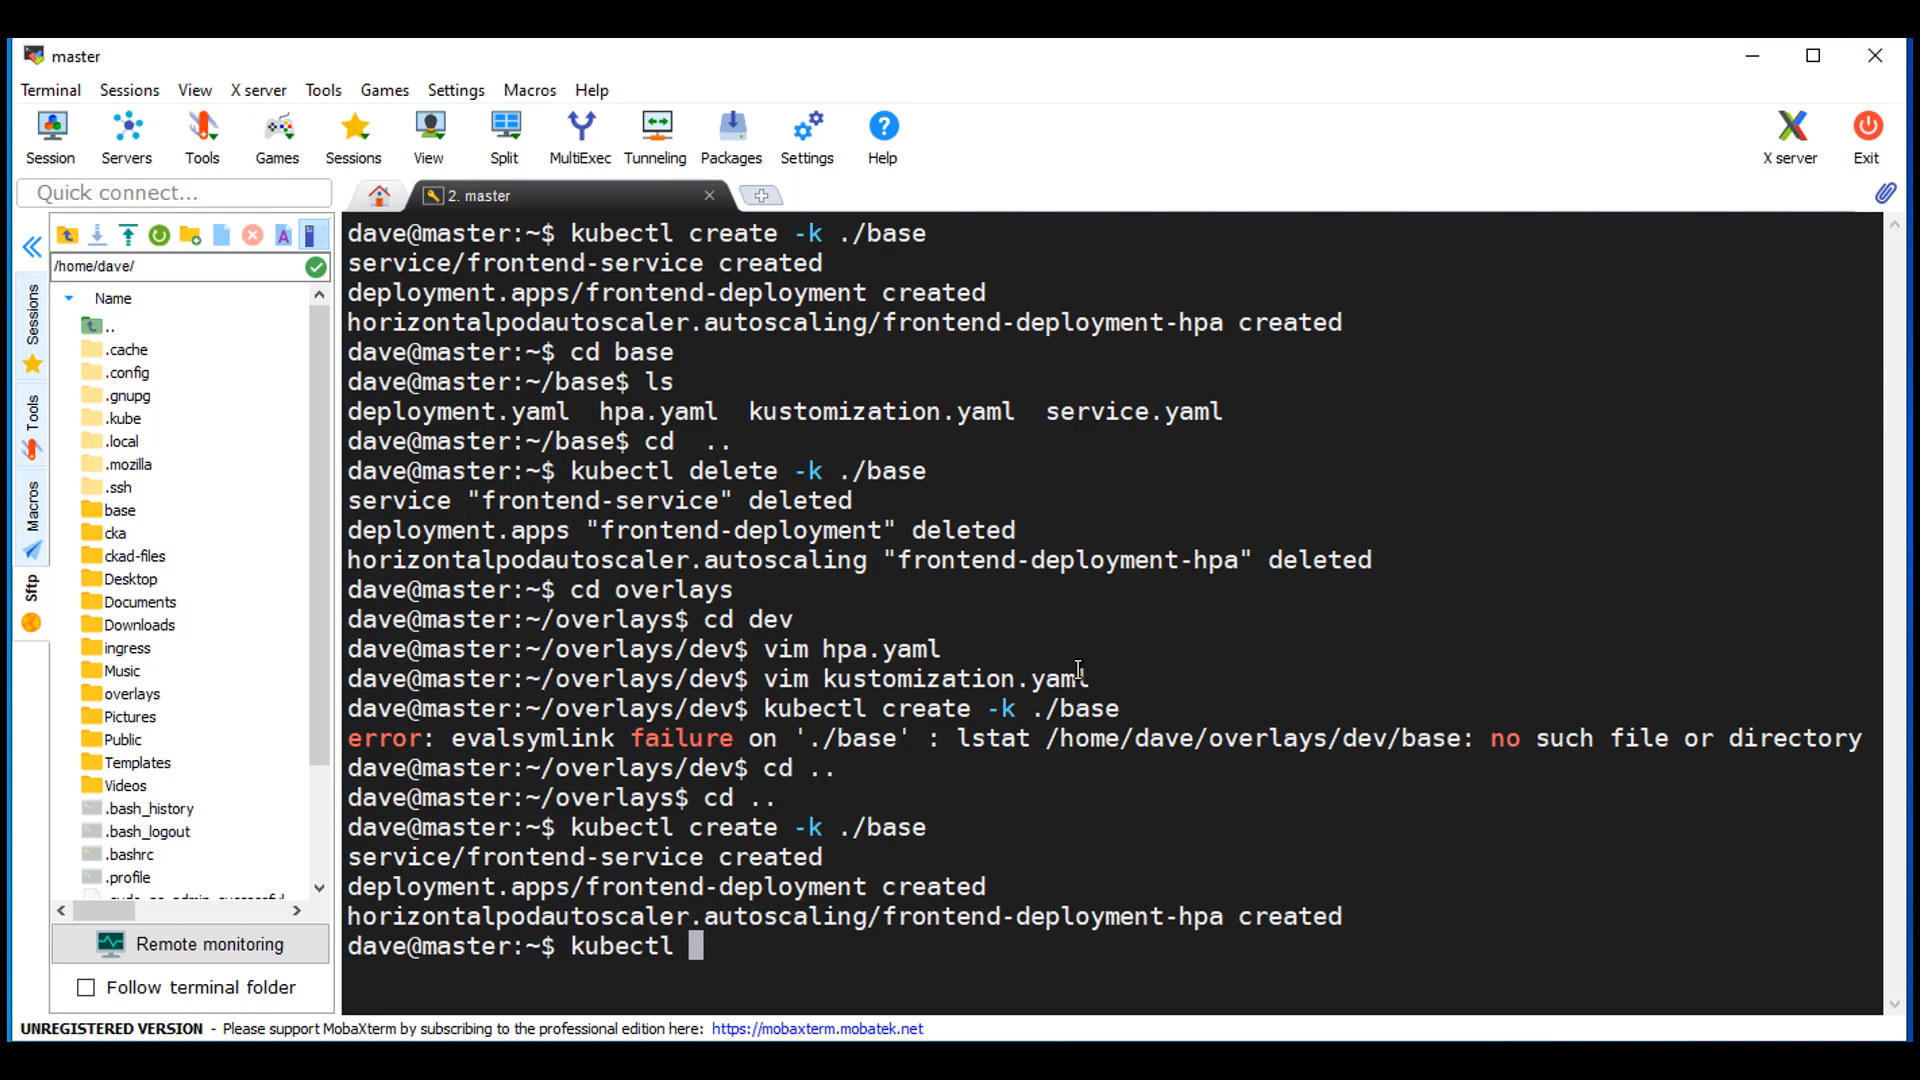 master
Terminal Sessions View X server Tools Games Settings Macros Help
Session Servers Tools Games Sessions View Split MultiExec Tunneling Packages Settings Help X server Exit
Quick connect...
2. master
/home/dave/
Name
..
.cache
.config
.gnupg
.kube
.local
.mozilla
.ssh
base
cka
ckad-files
Desktop
Documents
Downloads
ingress
Music
overlays
Pictures
Public
Templates
Videos
.bash_history
.bash_logout
.bashrc
.profile
Sessions
Tools
Macros
Sftp
Remote monitoring
Follow terminal folder
dave@master:~$ kubectl create -k ./base
service/frontend-service created
deployment.apps/frontend-deployment created
horizontalpodautoscaler.autoscaling/frontend-deployment-hpa created
dave@master:~$ cd base
dave@master:~/base$ ls
deployment.yaml  hpa.yaml  kustomization.yaml  service.yaml
dave@master:~/base$ cd  ..
dave@master:~$ kubectl delete -k ./base
service "frontend-service" deleted
deployment.apps "frontend-deployment" deleted
horizontalpodautoscaler.autoscaling "frontend-deployment-hpa" deleted
dave@master:~$ cd overlays
dave@master:~/overlays$ cd dev
dave@master:~/overlays/dev$ vim hpa.yaml
dave@master:~/overlays/dev$ vim kustomization.yaml
dave@master:~/overlays/dev$ kubectl create -k ./base
error: evalsymlink failure on './base' : lstat /home/dave/overlays/dev/base: no such file or directory
dave@master:~/overlays/dev$ cd ..
dave@master:~/overlays$ cd ..
dave@master:~$ kubectl create -k ./base
service/frontend-service created
deployment.apps/frontend-deployment created
horizontalpodautoscaler.autoscaling/frontend-deployment-hpa created
dave@master:~$ kubectl
UNREGISTERED VERSION - Please support MobaXterm by subscribing to the professional edition here: https://mobaxterm.mobatek.net